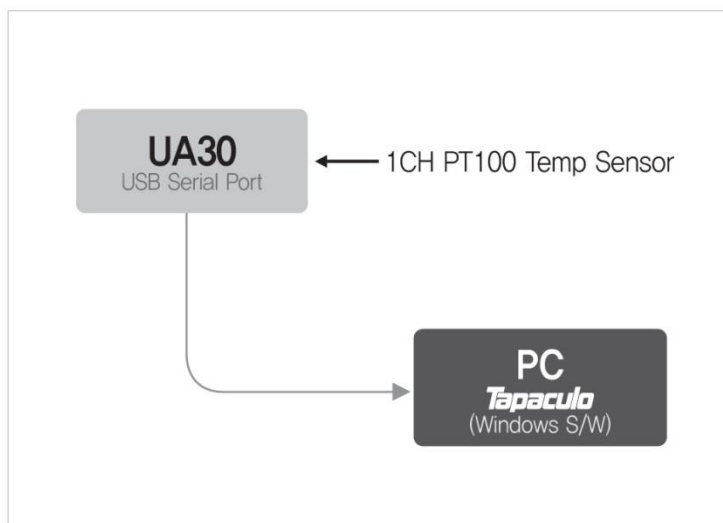 UA30
USB Serial Port
1CH PT100 Temp Sensor
PC
Tapaculo
(Windows S/W)